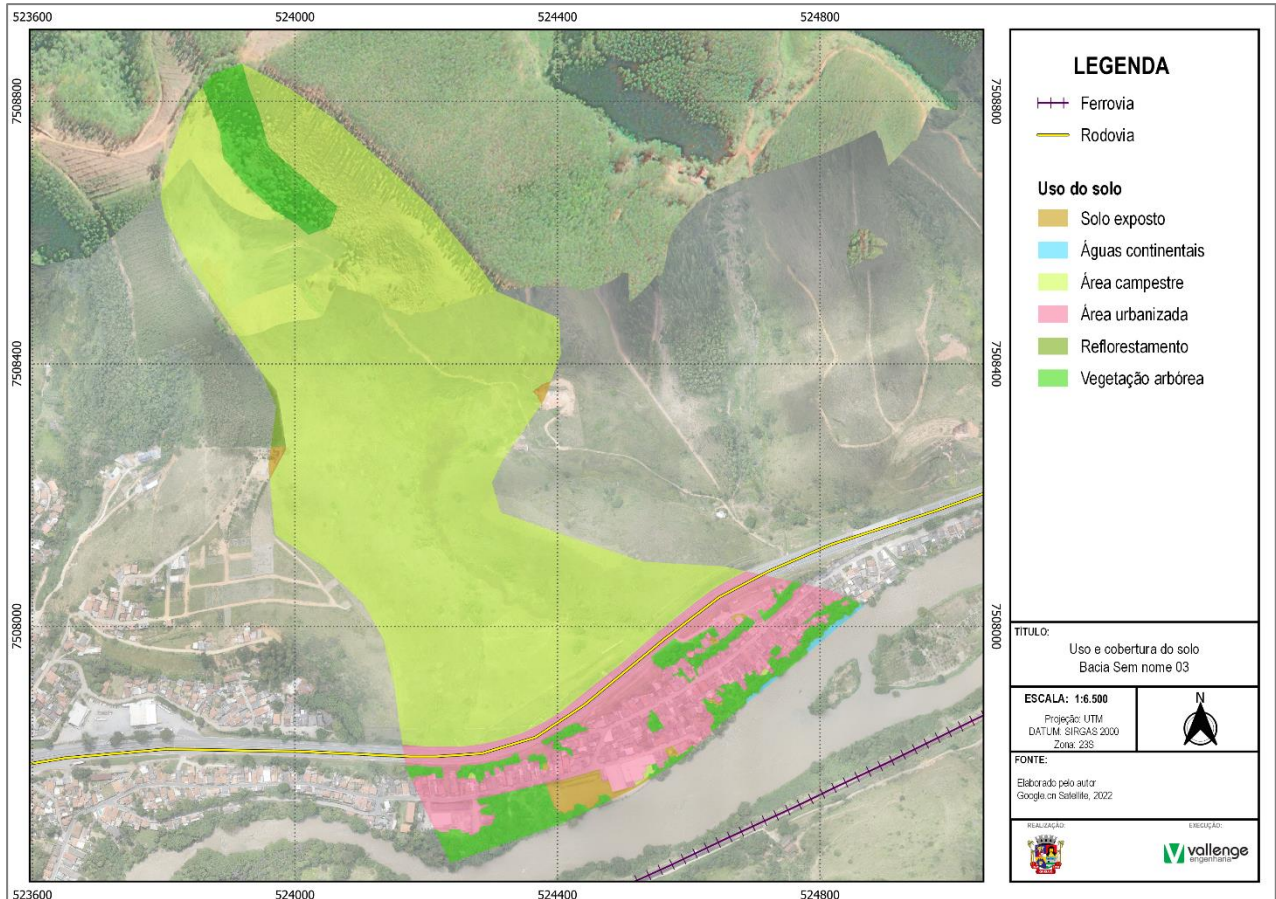 523600 524000 524400 524800
7508800 7508800
7508400 7508400
7508000 7508000
523600 524000 524400 524800
LEGENDA
Ferrovia
Rodovia
Uso do solo
Solo exposto
Águas continentais
Área campestre
Área urbanizada
Reflorestamento
Vegetação arbórea
TÍTULO:
Uso e cobertura do solo
Bacia Sem nome 03
ESCALA: 1:6.500
Projeção: UTM
DATUM: SIRGAS 2000
Zona: 23S
N
FONTE:
Elaborado pelo autor
Google.cn Satellite, 2022
REALIZAÇÃO:
EXECUÇÃO:
vallenge
engenharia